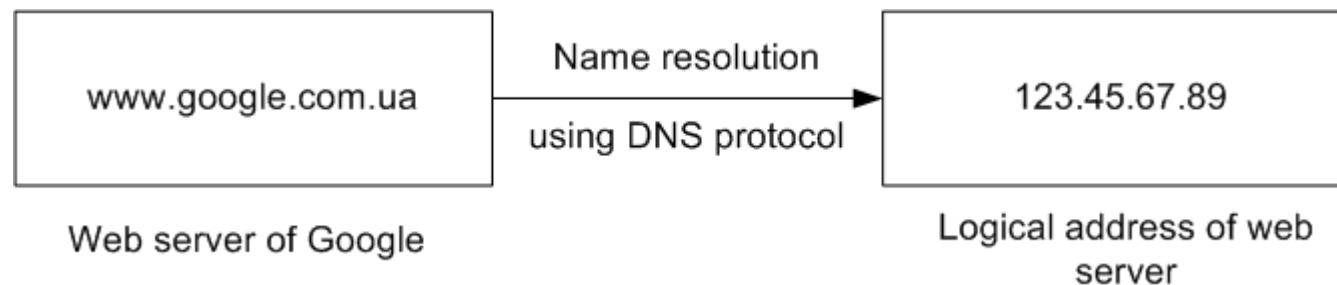 www.google.com.ua
Name resolution
using DNS protocol
123.45.67.89
Web server of Google
Logical address of web
server